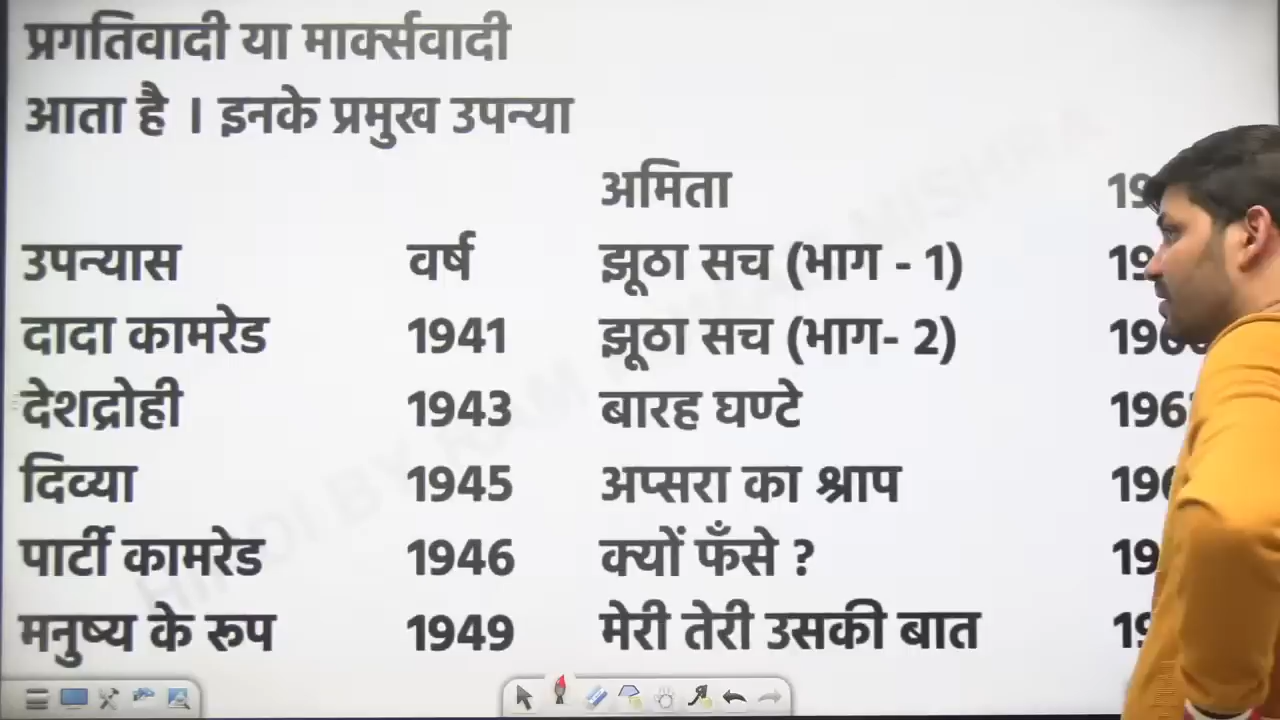 प्रगतिवादी या मार्क्सवादी
आता है । इनके प्रमुख उपन्या
अमिता
उपन्यास वर्ष झूठा सच (भाग - 1)
दादा कामरेड 1941 झूठा सच (भाग- 2)
देशद्रोही 1943 बारह घण्टे
दिव्या 1945 अप्सरा का श्राप
पार्टी कामरेड 1946 क्यों फँसे ?
मनुष्य के रूप 1949 मेरी तेरी उसकी बात